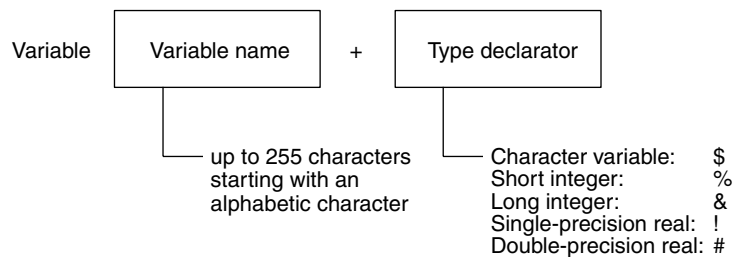 Variable Variable name + Type declarator
up to 255 characters
starting with an
alphabetic character
Character variable: $
Short integer: %
Long integer: &
Single-precision real: !
Double-precision real: #